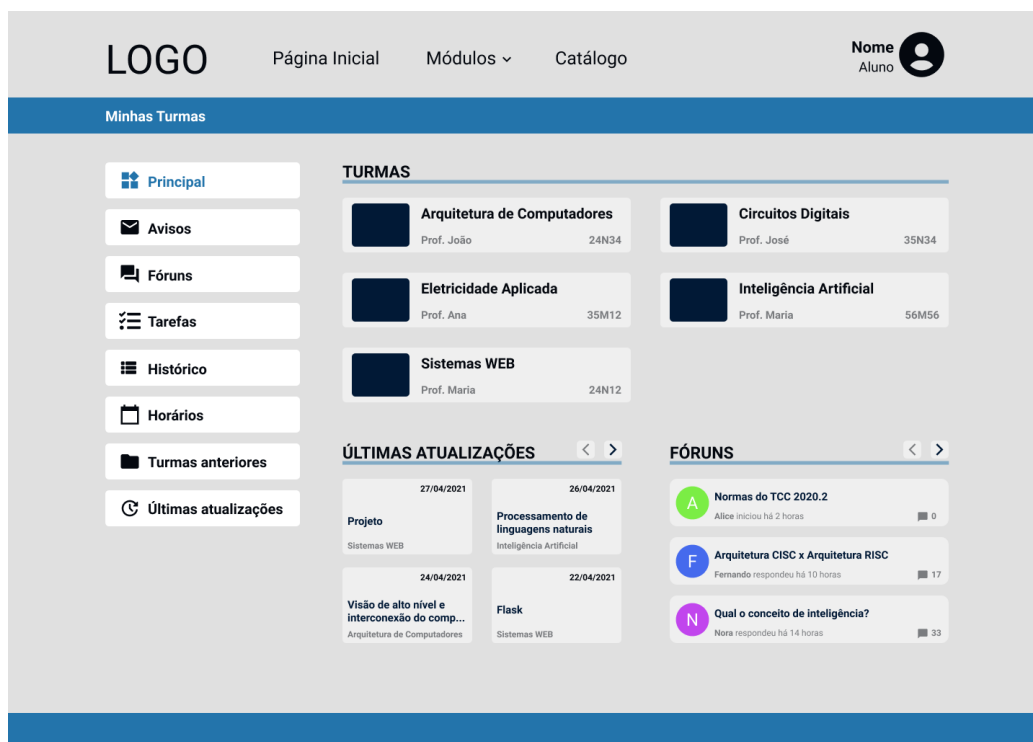 LOGO
Página Inicial
Módulos
Catálogo
Nome
Aluno
Minhas Turmas
Principal
Avisos
Fóruns
Tarefas
Histórico
Horários
Turmas anteriores
Últimas atualizações
TURMAS
Arquitetura de Computadores
Prof. João 24N34
Circuitos Digitais
Prof. José 35N34
Eletricidade Aplicada
Prof. Ana 35M12
Inteligência Artificial
Prof. Maria 56M56
Sistemas WEB
Prof. Maria 24N12
ÚLTIMAS ATUALIZAÇÕES
27/04/2021
Projeto
Sistemas WEB
26/04/2021
Processamento de
linguagens naturais
Inteligência Artificial
24/04/2021
Visão de alto nível e
interconexão do comp...
Arquitetura de Computadores
22/04/2021
Flask
Sistemas WEB
FÓRUNS
A
Normas do TCC 2020.2
Alice iniciou há 2 horas 0
F
Arquitetura CISC x Arquitetura RISC
Fernando respondeu há 10 horas 17
N
Qual o conceito de inteligência?
Nora respondeu há 14 horas 33